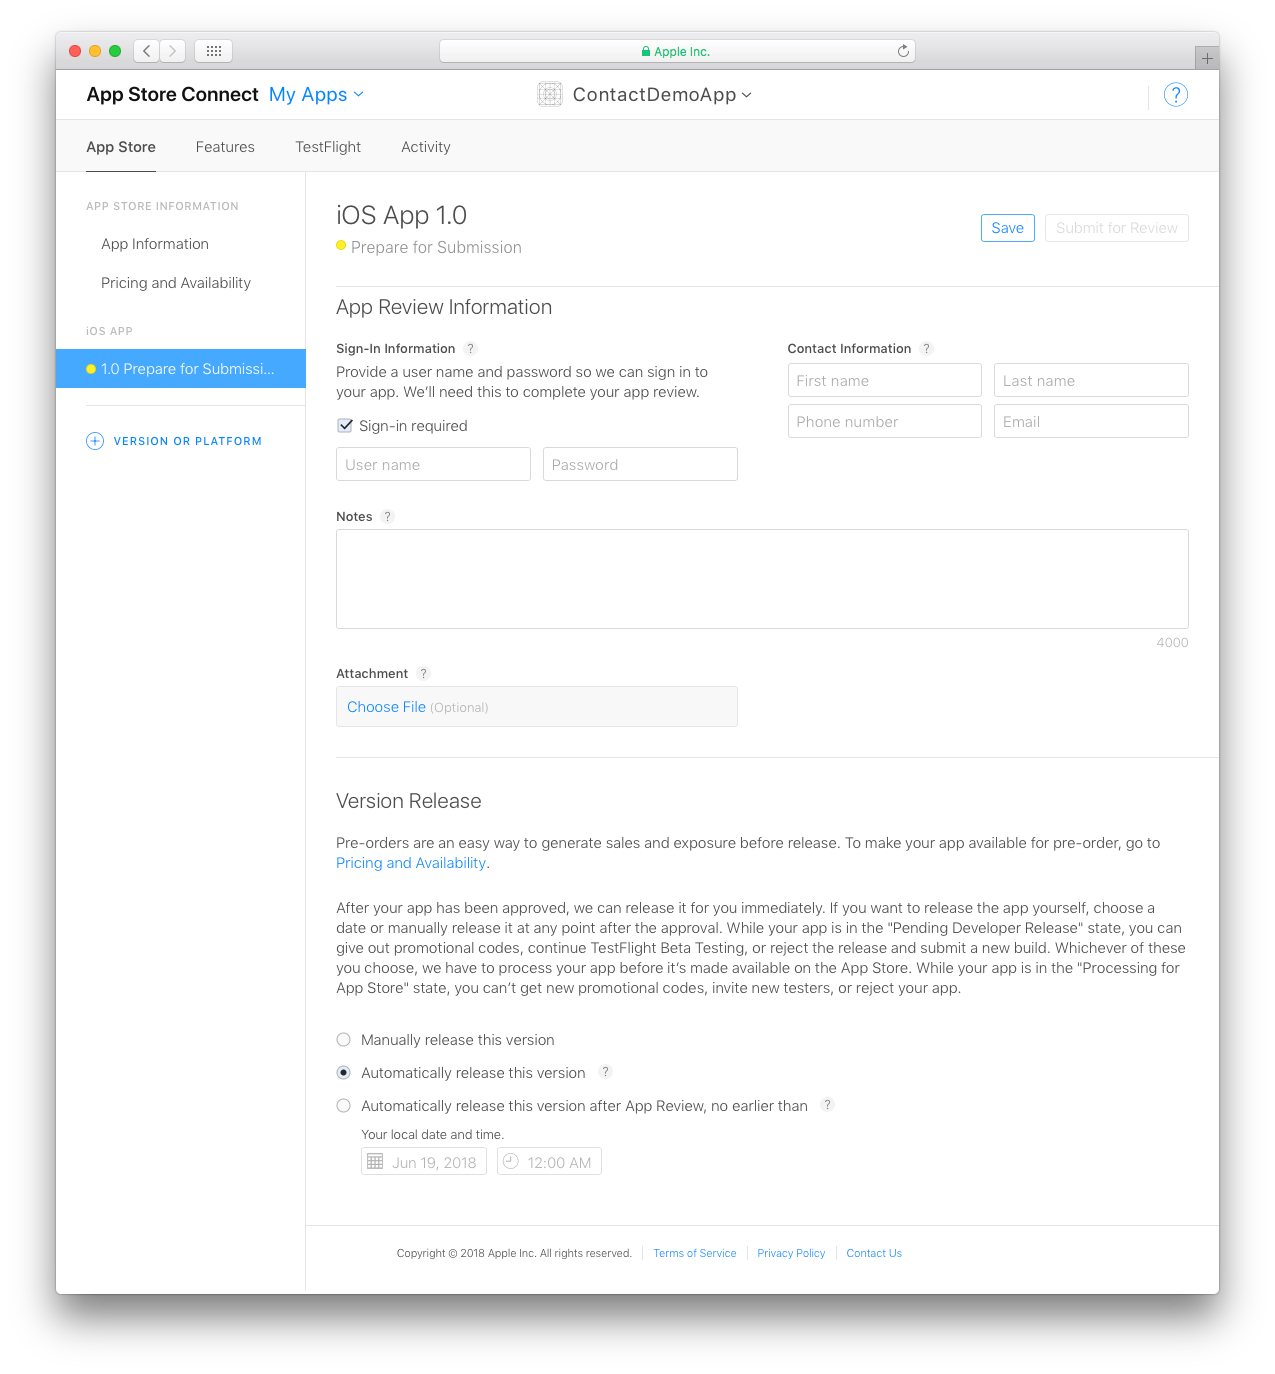 Apple Inc.
App Store Connect My Apps ContactDemoApp ?
App Store Features TestFlight Activity
APP STORE INFORMATION
App Information
Pricing and Availability
iOS APP
1.0 Prepare for Submissi...
VERSION OR PLATFORM
iOS App 1.0
Prepare for Submission
Save Submit for Review
App Review Information
Sign-In Information ?
Provide a user name and password so we can sign in to
your app. We’ll need this to complete your app review.
Sign-in required
User name Password
Contact Information ?
First name Last name
Phone number Email
Notes ?
4000
Attachment ?
Choose File (Optional)
Version Release
Pre-orders are an easy way to generate sales and exposure before release. To make your app available for pre-order, go to
Pricing and Availability.
After your app has been approved, we can release it for you immediately. If you want to release the app yourself, choose a
date or manually release it at any point after the approval. While your app is in the "Pending Developer Release" state, you can
give out promotional codes, continue TestFlight Beta Testing, or reject the release and submit a new build. Whichever of these
you choose, we have to process your app before it’s made available on the App Store. While your app is in the "Processing for
App Store" state, you can’t get new promotional codes, invite new testers, or reject your app.
Manually release this version
Automatically release this version ?
Automatically release this version after App Review, no earlier than ?
Your local date and time.
Jun 19, 2018 12:00 AM
Copyright © 2018 Apple Inc. All rights reserved. Terms of Service Privacy Policy Contact Us